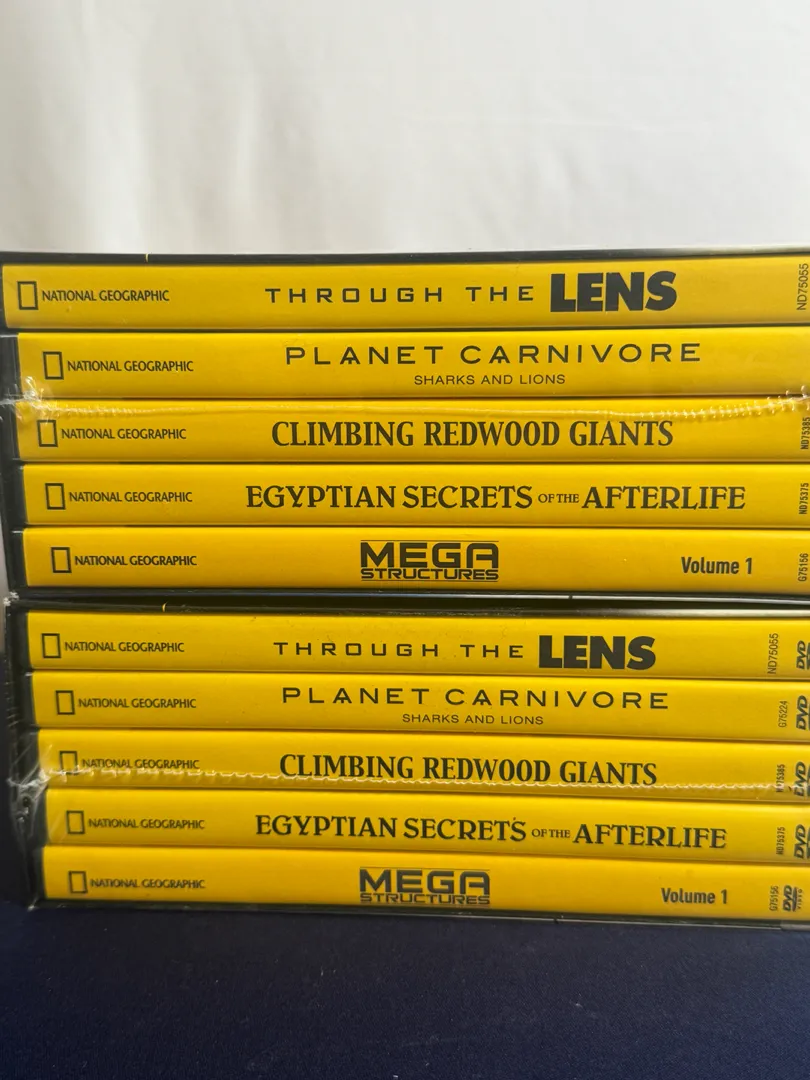 NATIONAL GEOGRAPHIC THROUGH THE LENS ND75055
NATIONAL GEOGRAPHIC PLANET CARNIVORE
SHARKS AND LIONS
NATIONAL GEOGRAPHIC CLIMBING REDWOOD GIANTS ND75385
NATIONAL GEOGRAPHIC EGYPTIAN SECRETS OF THE AFTERLIFE ND75375
NATIONAL GEOGRAPHIC MEGA STRUCTURES Volume 1 G75156
NATIONAL GEOGRAPHIC THROUGH THE LENS ND75055 DVD
NATIONAL GEOGRAPHIC PLANET CARNIVORE G75224 DVD
SHARKS AND LIONS
NATIONAL GEOGRAPHIC CLIMBING REDWOOD GIANTS ND75385 DVD
NATIONAL GEOGRAPHIC EGYPTIAN SECRETS OF THE AFTERLIFE ND75375 DVD
NATIONAL GEOGRAPHIC MEGA STRUCTURES Volume 1 G75156 DVD VIDEO